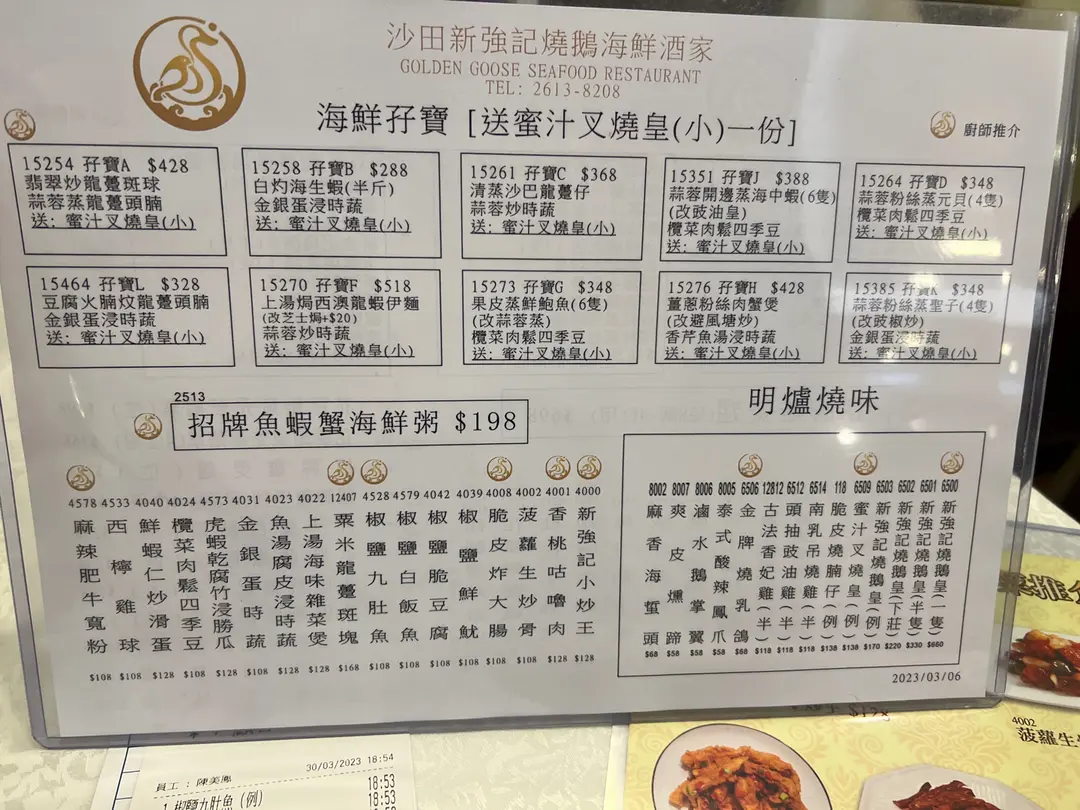 沙田新強記燒鵝海鮮酒家
GOLDEN GOOSE SEAFOOD RESTAURANT
TEL: 2613-8208
海鮮孖寶 [送蜜汁叉燒皇(小)一份]
廚師推介
15254 孖寶A $428
翡翠炒龍躉斑球
蒜蓉蒸龍躉頭腩
送: 蜜汁叉燒皇(小)
15258 孖寶B $288
白灼海生蝦(半斤)
金銀蛋浸時蔬
送: 蜜汁叉燒皇(小)
15261 孖寶C $368
清蒸沙巴龍躉仔
蒜蓉炒時蔬
送: 蜜汁叉燒皇(小)
15351 孖寶J $388
蒜蓉開邊蒸海中蝦(6隻)
(改豉油皇)
欖菜肉鬆四季豆
送: 蜜汁叉燒皇(小)
15264 孖寶D $348
蒜蓉粉絲蒸元貝(4隻)
欖菜肉鬆四季豆
送: 蜜汁叉燒皇(小)
15464 孖寶L $328
豆腐火腩炆龍躉頭腩
金銀蛋浸時蔬
送: 蜜汁叉燒皇(小)
15270 孖寶F $518
上湯焗西澳龍蝦伊麵
(改芝士焗+$20)
蒜蓉炒時蔬
送: 蜜汁叉燒皇(小)
15273 孖寶G $348
果皮蒸鮮鮑魚(6隻)
(改蒜蓉蒸)
欖菜肉鬆四季豆
送: 蜜汁叉燒皇(小)
15276 孖寶H $428
薑蔥粉絲肉蟹煲
(改避風塘炒)
香芹魚湯浸時蔬
送: 蜜汁叉燒皇(小)
15385 孖寶K $348
蒜蓉粉絲蒸聖子(4隻)
(改豉椒炒)
金銀蛋浸時蔬
送: 蜜汁叉燒皇(小)
2513
招牌魚蝦蟹海鮮粥 $198
4000 新強記小炒王 $128
4001 香桃咕嚕肉 $128
4002 菠蘿生炒骨 $108
4008 脆皮炸大腸 $108
4039 椒鹽鮮魷 $108
4042 椒鹽脆豆腐 $108
4579 椒鹽白飯魚 $108
4528 椒鹽九肚魚 $108
12407 粟米龍躉斑塊 $168
4022 上湯海味雜菜煲 $128
4023 魚湯腐皮浸時蔬 $128
4031 金銀蛋時蔬 $108
4573 虎蝦乾腐竹浸勝瓜 $128
4024 欖菜肉鬆四季豆 $108
4040 鮮蝦仁炒滑蛋 $128
4533 西檸雞球 $108
4578 麻辣肥牛寬粉 $108
明爐燒味
6500 新強記燒鵝皇(一隻) $660
6501 新強記燒鵝皇(半隻) $330
6502 新強記燒鵝皇(下莊) $220
6503 新強記燒鵝皇(例) $170
6509 蜜汁叉燒皇(例) $138
118 脆皮燒腩仔(例) $138
6514 南乳吊燒雞(半) $118
6512 頭抽豉油雞(半) $118
12812 古法香妃雞(半) $118
6506 金牌燒乳鴿 $68
8005 泰式酸辣鳳爪 $58
8006 滷水鵝掌翼 $58
8007 爽皮燻蹄 $58
8002 麻香海蜇頭 $68
2023/03/06
30/03/2023 18:54
員工: 陳美鳳
18:53
1 椒鹽九肚魚 (例) 18:53
4002
菠蘿生